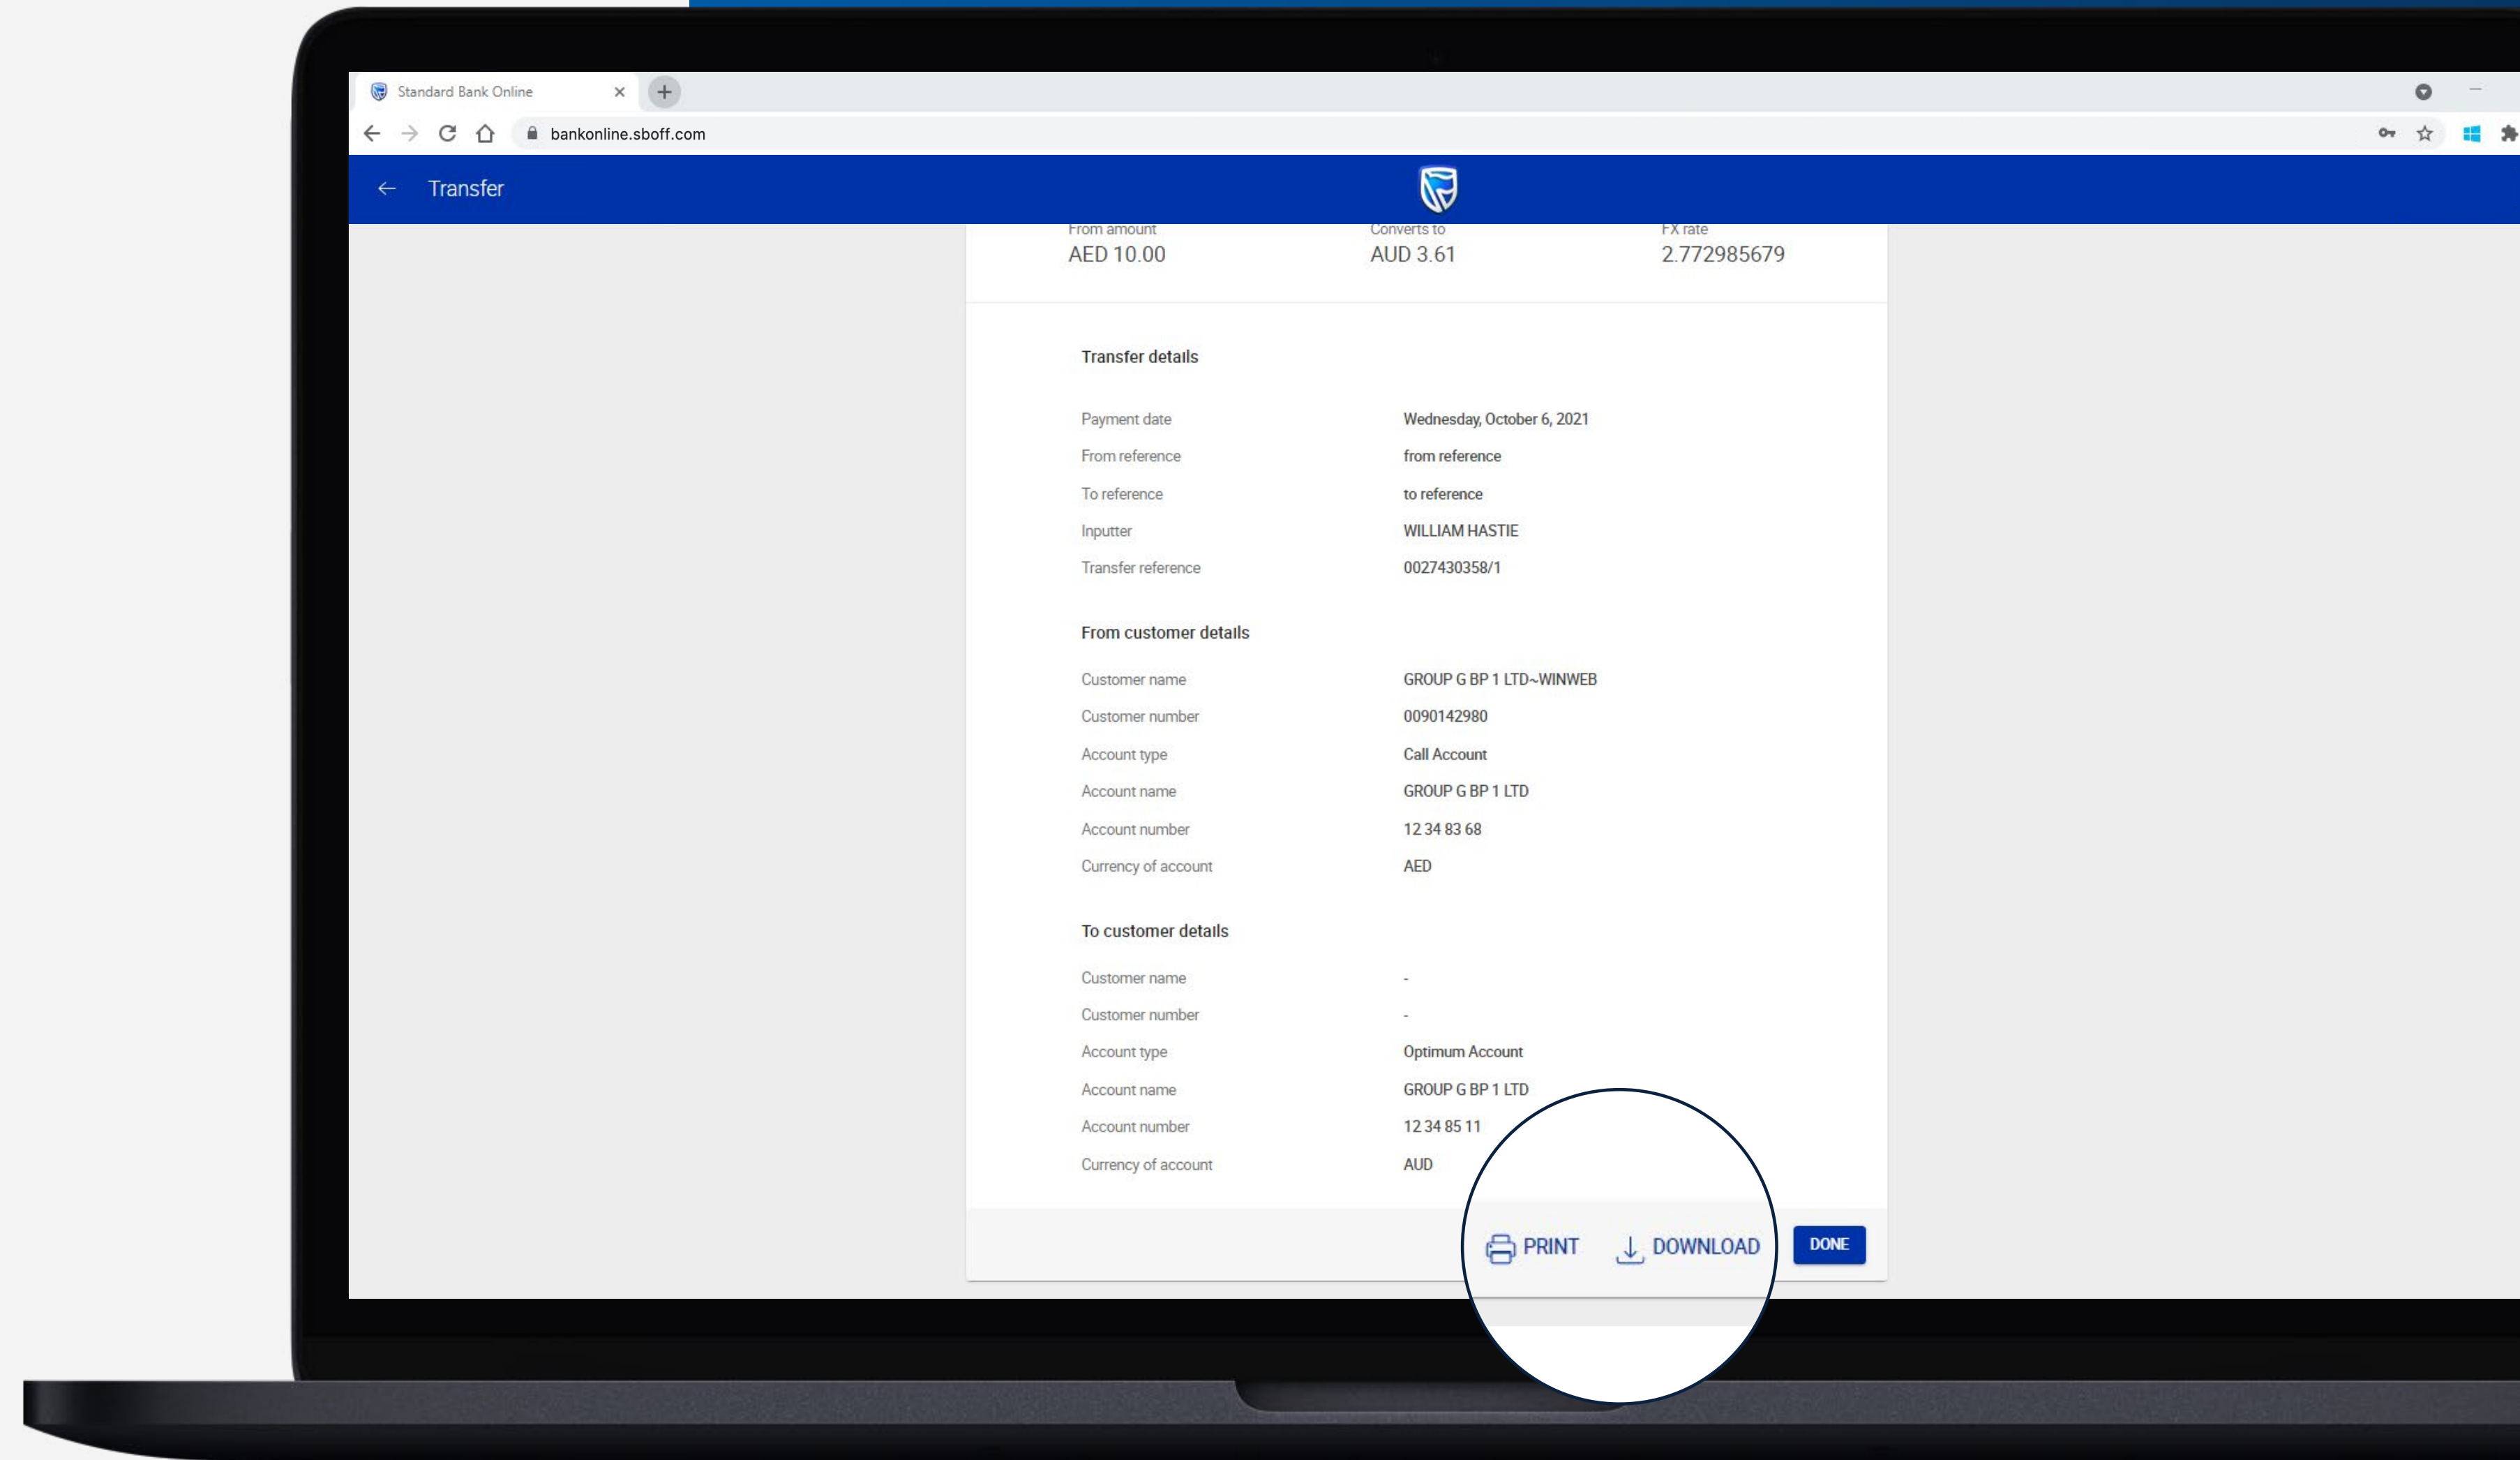 Standard Bank Online
bankonline.sboff.com
Transfer
From amount Converts to FX rate
AED 10.00 AUD 3.61 2.772985679
Transfer details
Payment date Wednesday, October 6, 2021
From reference from reference
To reference to reference
Inputter WILLIAM HASTIE
Transfer reference 0027430358/1
From customer details
Customer name GROUP G BP 1 LTD~WINWEB
Customer number 0090142980
Account type Call Account
Account name GROUP G BP 1 LTD
Account number 12 34 83 68
Currency of account AED
To customer details
Customer name -
Customer number -
Account type Optimum Account
Account name GROUP G BP 1 LTD
Account number 12 34 85 11
Currency of account AUD
PRINT DOWNLOAD DONE